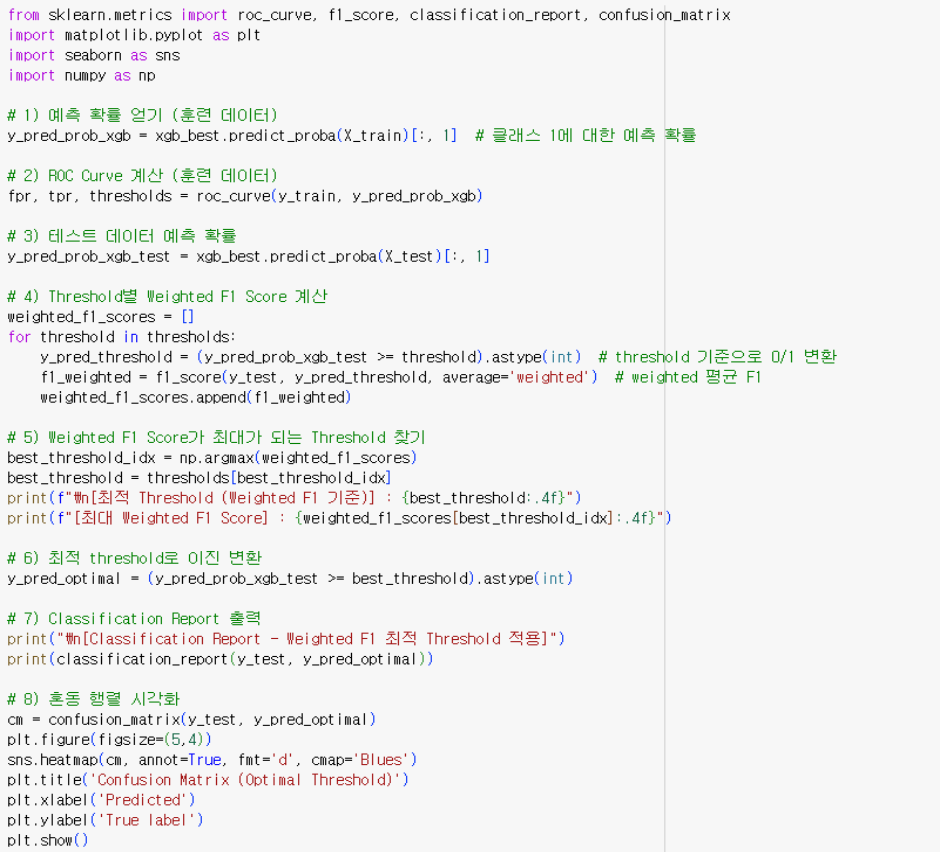 from sklearn.metrics import roc_curve, f1_score, classification_report, confusion_matrix
import matplotlib.pyplot as plt
import seaborn as sns
import numpy as np

# 1) 예측 확률 얻기 (훈련 데이터)
y_pred_prob_xgb = xgb_best.predict_proba(X_train)[:, 1]  # 클래스 1에 대한 예측 확률

# 2) ROC Curve 계산 (훈련 데이터)
fpr, tpr, thresholds = roc_curve(y_train, y_pred_prob_xgb)

# 3) 테스트 데이터 예측 확률
y_pred_prob_xgb_test = xgb_best.predict_proba(X_test)[:, 1]

# 4) Threshold별 Weighted F1 Score 계산
weighted_f1_scores = []
for threshold in thresholds:
    y_pred_threshold = (y_pred_prob_xgb_test >= threshold).astype(int)  # threshold 기준으로 0/1 변환
    f1_weighted = f1_score(y_test, y_pred_threshold, average='weighted')  # weighted 평균 F1
    weighted_f1_scores.append(f1_weighted)

# 5) Weighted F1 Score가 최대가 되는 Threshold 찾기
best_threshold_idx = np.argmax(weighted_f1_scores)
best_threshold = thresholds[best_threshold_idx]
print(f"₩n[최적 Threshold (Weighted F1 기준)] : {best_threshold:.4f}")
print(f"[최대 Weighted F1 Score] : {weighted_f1_scores[best_threshold_idx]:.4f}")

# 6) 최적 threshold로 이진 변환
y_pred_optimal = (y_pred_prob_xgb_test >= best_threshold).astype(int)

# 7) Classification Report 출력
print("₩n[Classification Report - Weighted F1 최적 Threshold 적용]")
print(classification_report(y_test, y_pred_optimal))

# 8) 혼동 행렬 시각화
cm = confusion_matrix(y_test, y_pred_optimal)
plt.figure(figsize=(5,4))
sns.heatmap(cm, annot=True, fmt='d', cmap='Blues')
plt.title('Confusion Matrix (Optimal Threshold)')
plt.xlabel('Predicted')
plt.ylabel('True label')
plt.show()